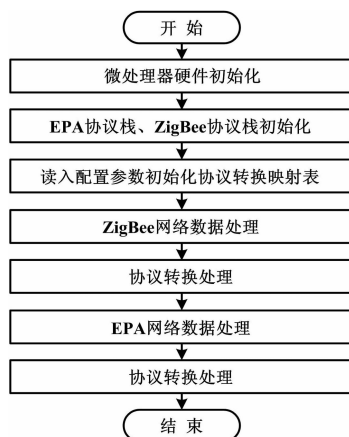 开 始
微处理器硬件初始化
EPA协议栈、ZigBee协议栈初始化
读入配置参数初始化协议转换映射表
ZigBee网络数据处理
协议转换处理
EPA网络数据处理
协议转换处理
结 束